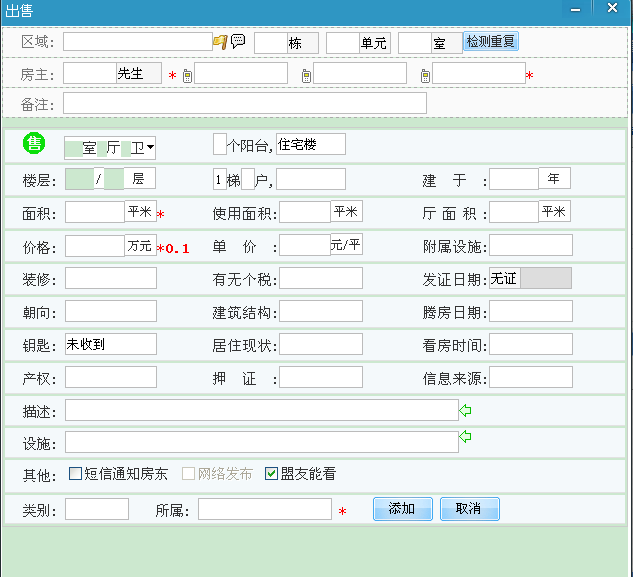 出售
区域: 栋 单元 室 检测重复
房主: 先生 * *
备注:
售 室 厅 卫 个阳台, 住宅楼
楼层: / 层 1 梯 户, 建 于 : 年
面积: 平米 * 使用面积: 平米 厅 面 积 : 平米
价格: 万元 *0.1 单 价 : 元/平 附属设施:
装修: 有无个税: 发证日期: 无证
朝向: 建筑结构: 腾房日期:
钥匙: 未收到 居住现状: 看房时间:
产权: 押 证 : 信息来源:
描述:
设施:
其他: 短信通知房东 网络发布 盟友能看
类别: 所属: * 添加 取消